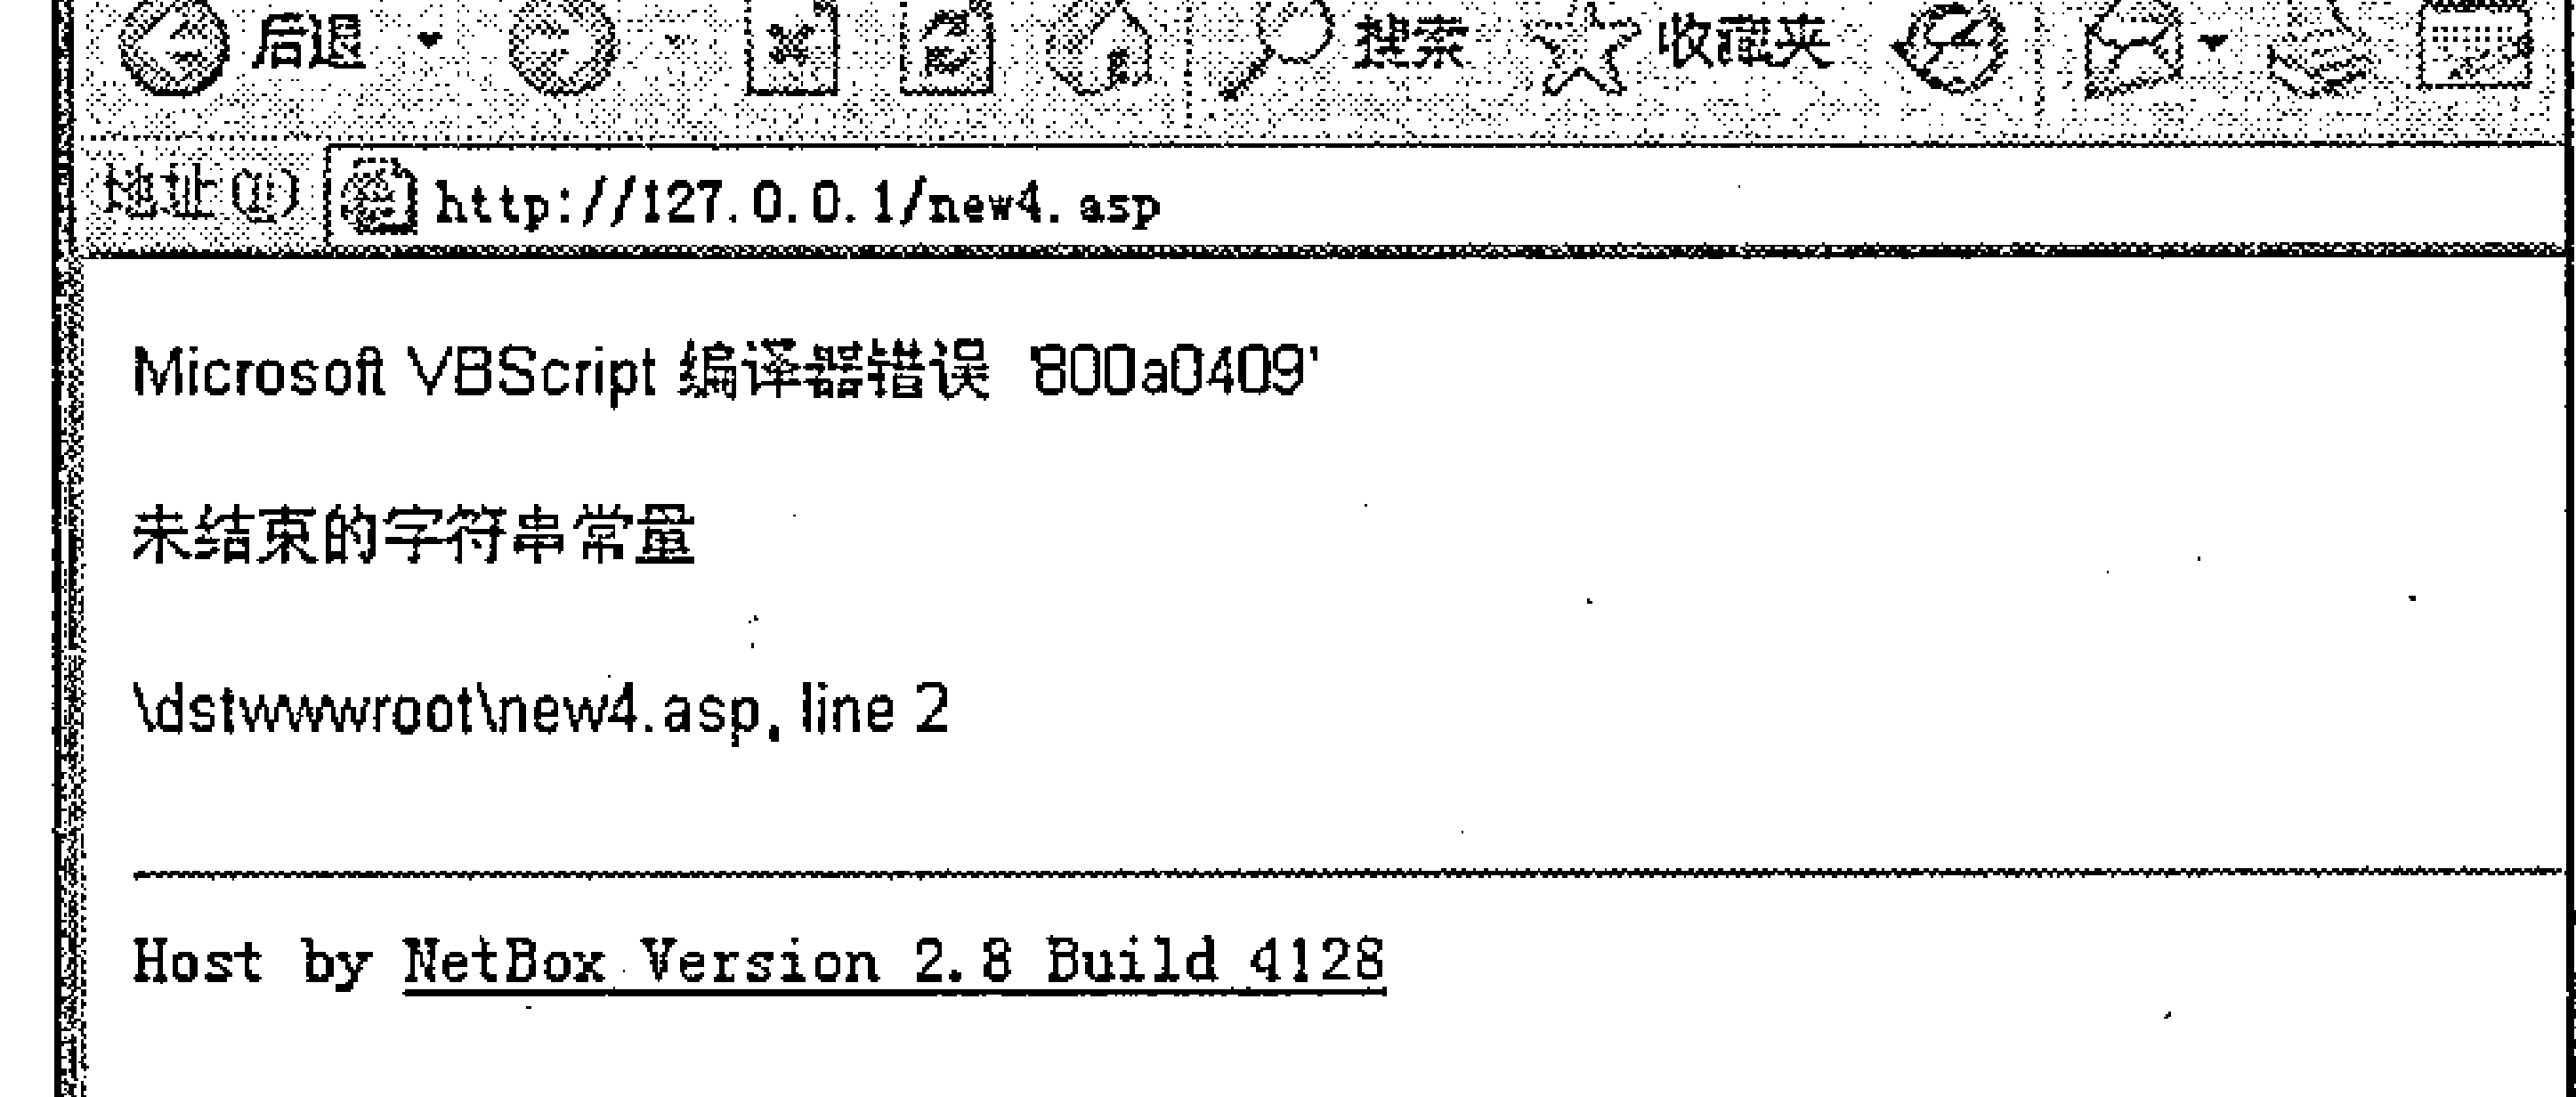 后退 搜索 收藏夹
地址(D) http://127.0.0.1/new4.asp
Microsoft VBScript 编译器错误 '800a0409'
未结束的字符串常量
\dstwwwroot\new4.asp, line 2
Host by NetBox Version 2.8 Build 4128